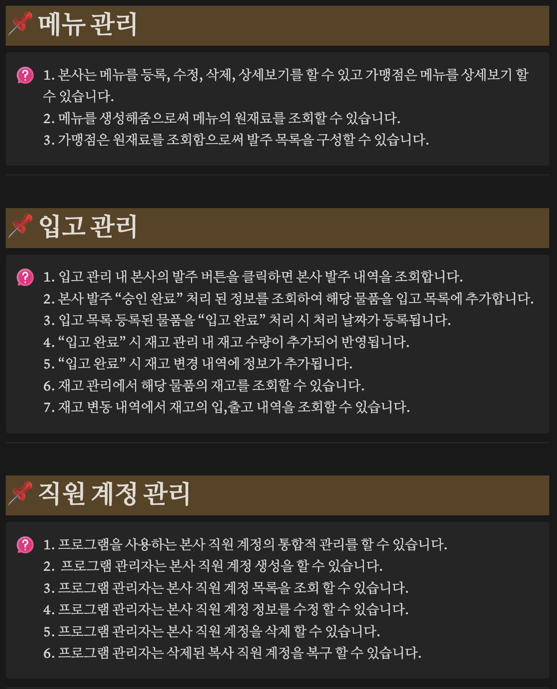 메뉴 관리
1. 본사는 메뉴를 등록, 수정, 삭제, 상세보기를 할 수 있고 가맹점은 메뉴를 상세보기 할
수 있습니다.
2. 메뉴를 생성해줌으로써 메뉴의 원재료를 조회할 수 있습니다.
3. 가맹점은 원재료를 조회함으로써 발주 목록을 구성할 수 있습니다.
입고 관리
1. 입고 관리 내 본사의 발주 버튼을 클릭하면 본사 발주 내역을 조회합니다.
2. 본사 발주 “승인 완료” 처리 된 정보를 조회하여 해당 물품을 입고 목록에 추가합니다.
3. 입고 목록 등록된 물품을 “입고 완료” 처리 시 처리 날짜가 등록됩니다.
4. “입고 완료” 시 재고 관리 내 재고 수량이 추가되어 반영됩니다.
5. “입고 완료” 시 재고 변경 내역에 정보가 추가됩니다.
6. 재고 관리에서 해당 물품의 재고를 조회할 수 있습니다.
7. 재고 변동 내역에서 재고의 입,출고 내역을 조회할 수 있습니다.
직원 계정 관리
1. 프로그램을 사용하는 본사 직원 계정의 통합적 관리를 할 수 있습니다.
2. 프로그램 관리자는 본사 직원 계정 생성을 할 수 있습니다.
3. 프로그램 관리자는 본사 직원 계정 목록을 조회 할 수 있습니다.
4. 프로그램 관리자는 본사 직원 계정 정보를 수정 할 수 있습니다.
5. 프로그램 관리자는 본사 직원 계정을 삭제 할 수 있습니다.
6. 프로그램 관리자는 삭제된 복사 직원 계정을 복구 할 수 있습니다.